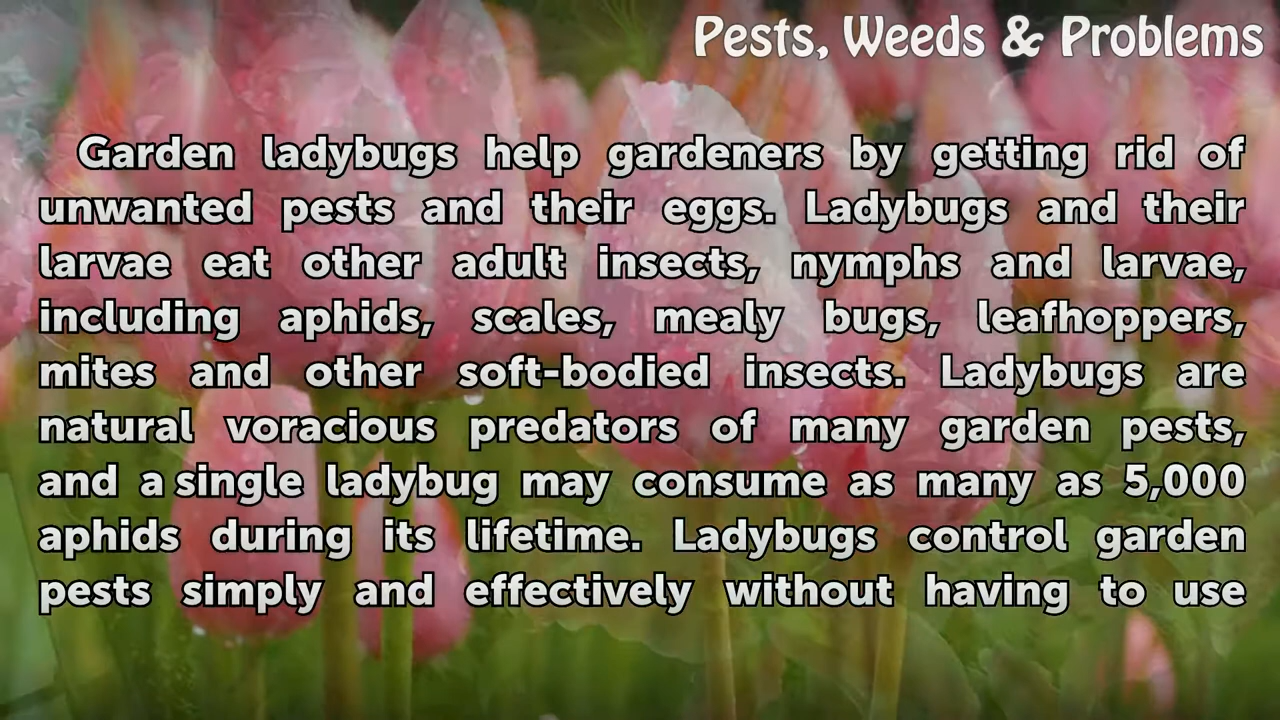 Pests, Weeds & Problems
Garden ladybugs help gardeners by getting rid of
unwanted pests and their eggs. Ladybugs and their
larvae eat other adult insects, nymphs and larvae,
including aphids, scales, mealy bugs, leafhoppers,
mites and other soft-bodied insects. Ladybugs are
natural voracious predators of many garden pests,
and a single ladybug may consume as many as 5,000
aphids during its lifetime. Ladybugs control garden
pests simply and effectively without having to use